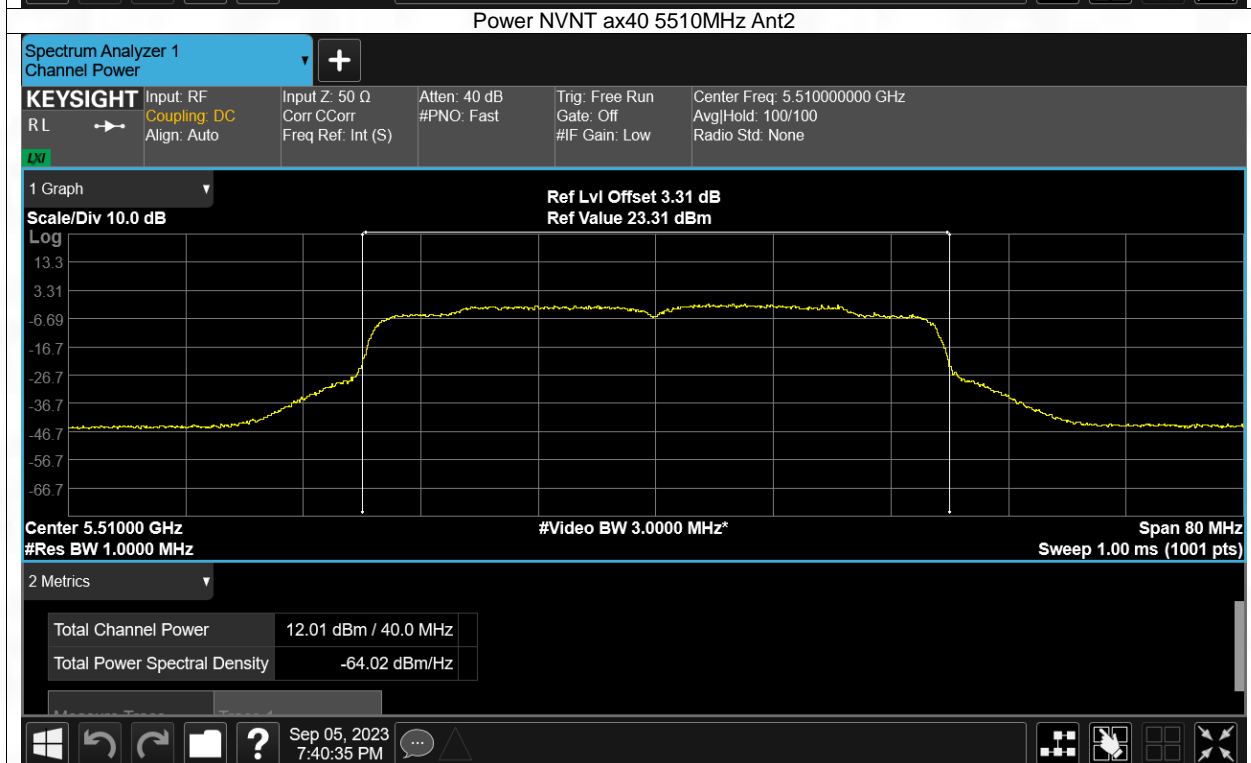 Power NVNT ax40 5510MHz Ant2
Spectrum Analyzer 1
Channel Power
KEYSIGHT
RL
LXI
Input: RF
Coupling: DC
Align: Auto
Input Z: 50 Ω
Corr CCorr
Freq Ref: Int (S)
Atten: 40 dB
#PNO: Fast
Trig: Free Run
Gate: Off
#IF Gain: Low
Center Freq: 5.510000000 GHz
Avg|Hold: 100/100
Radio Std: None
1 Graph
Scale/Div 10.0 dB
Ref Lvl Offset 3.31 dB
Ref Value 23.31 dBm
Log
13.3
3.31
-6.69
-16.7
-26.7
-36.7
-46.7
-56.7
-66.7
Center 5.51000 GHz
#Res BW 1.0000 MHz
#Video BW 3.0000 MHz*
Span 80 MHz
Sweep 1.00 ms (1001 pts)
2 Metrics
Total Channel Power 12.01 dBm / 40.0 MHz
Total Power Spectral Density -64.02 dBm/Hz
?
Sep 05, 2023
7:40:35 PM